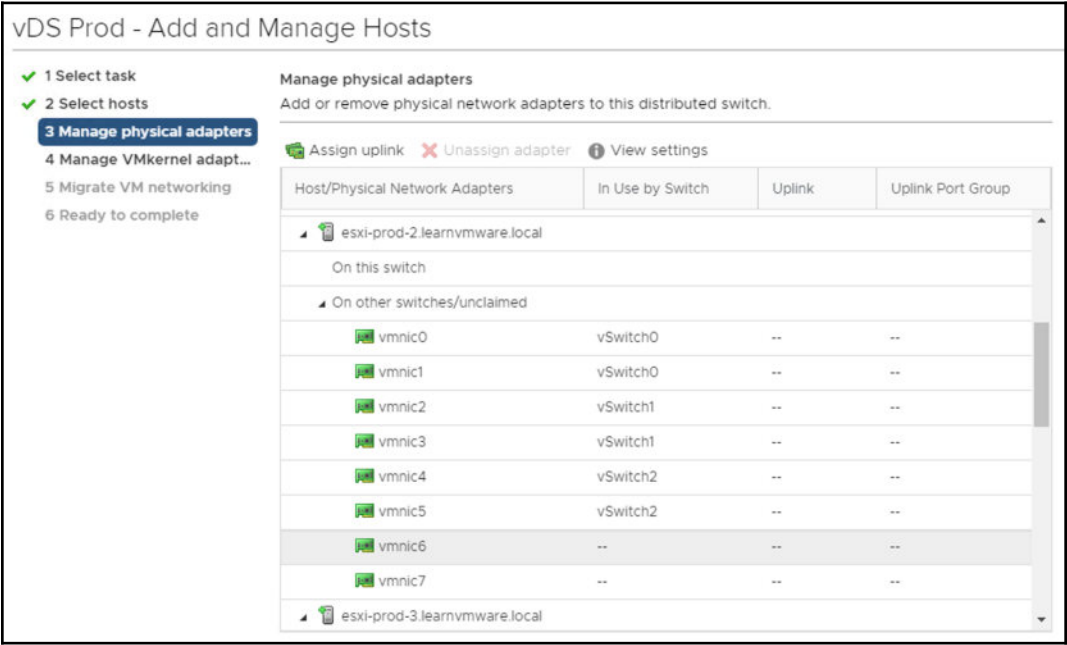 vDS Prod - Add and Manage Hosts
1 Select task
2 Select hosts
3 Manage physical adapters
4 Manage VMkernel adapt...
5 Migrate VM networking
6 Ready to complete
Manage physical adapters
Add or remove physical network adapters to this distributed switch.
Assign uplink Unassign adapter View settings
Host/Physical Network Adapters In Use by Switch Uplink Uplink Port Group
esxi-prod-2.learnvmware.local
On this switch
On other switches/unclaimed
vmnic0 vSwitch0 -- --
vmnic1 vSwitch0 -- --
vmnic2 vSwitch1 -- --
vmnic3 vSwitch1 -- --
vmnic4 vSwitch2 -- --
vmnic5 vSwitch2 -- --
vmnic6 -- -- --
vmnic7 -- -- --
esxi-prod-3.learnvmware.local